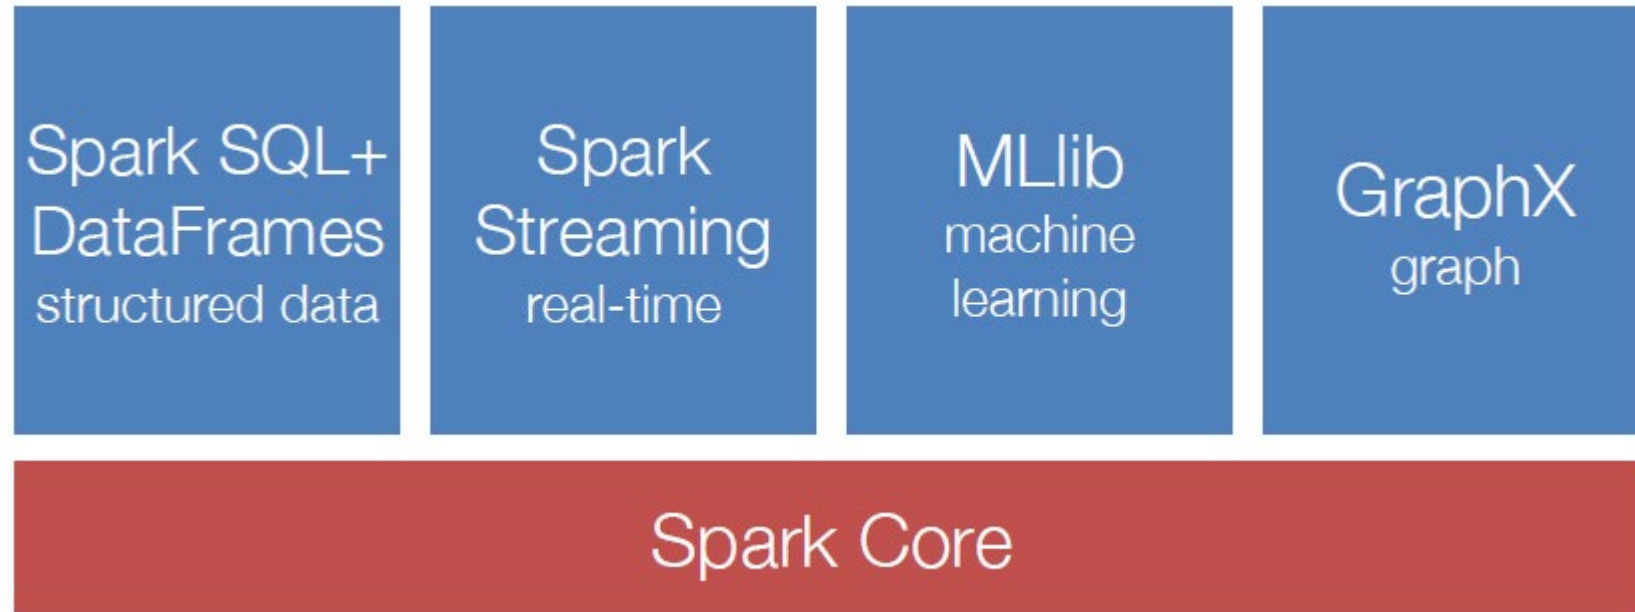 Spark SQL+
DataFrames
structured data
Spark
Streaming
real-time
MLlib
machine
learning
GraphX
graph
Spark Core